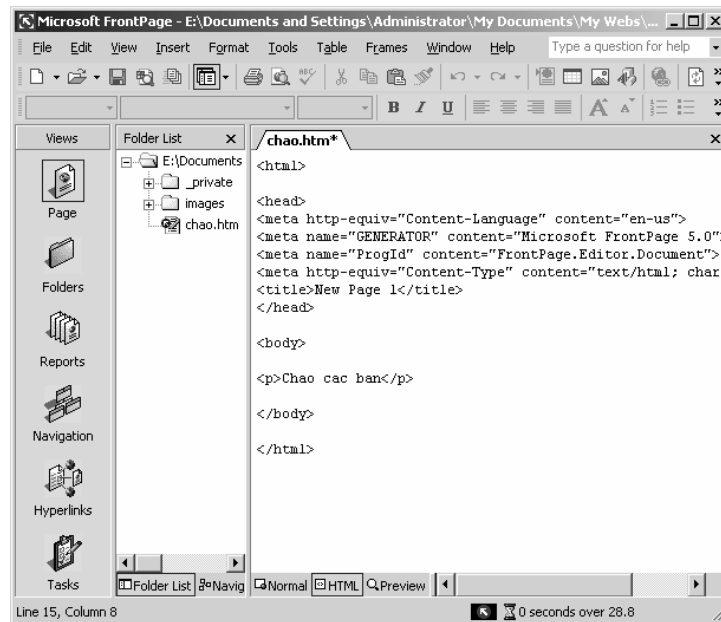 Microsoft FrontPage - E:\Documents and Settings\Administrator\My Documents\My Webs\...
File Edit View Insert Format Tools Table Frames Window Help Type a question for help
B I U A A
Views
Page
Folders
Reports
Navigation
Hyperlinks
Tasks
Folder List
E:\Documents
_private
images
chao.htm
Folder List Navig
chao.htm*
<html>
<head>
<meta http-equiv="Content-Language" content="en-us">
<meta name="GENERATOR" content="Microsoft FrontPage 5.0"
<meta name="ProgId" content="FrontPage.Editor.Document">
<meta http-equiv="Content-Type" content="text/html; char
<title>New Page 1</title>
</head>
<body>
<p>Chao cac ban</p>
</body>
</html>
Normal HTML Preview
Line 15, Column 8
0 seconds over 28.8